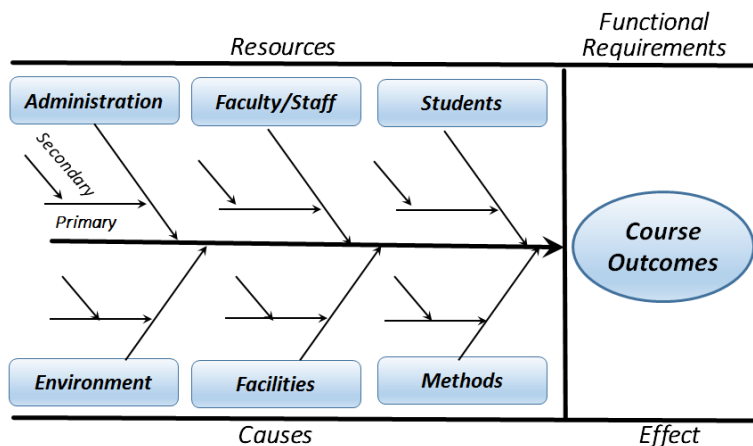 Resources
Functional
Requirements
Administration
Faculty/Staff
Students
Secondary
Primary
Course
Outcomes
Environment
Facilities
Methods
Causes
Effect